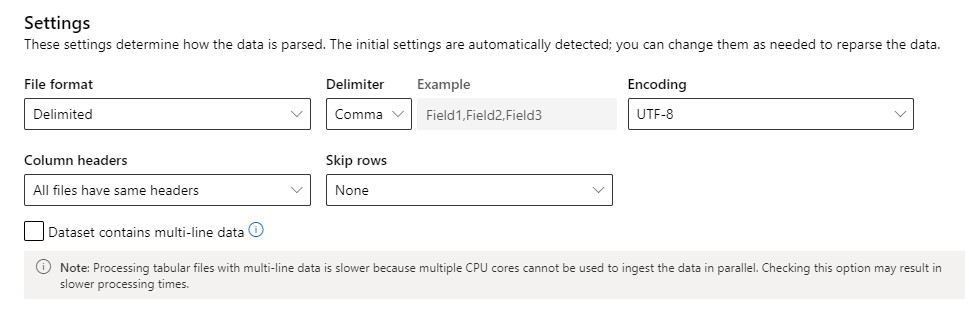 Settings
These settings determine how the data is parsed. The initial settings are automatically detected; you can change them as needed to reparse the data.
File format Delimiter Example Encoding
Delimited Comma Field1,Field2,Field3 UTF-8
Column headers Skip rows
All files have same headers None
Dataset contains multi-line data
Note: Processing tabular files with multi-line data is slower because multiple CPU cores cannot be used to ingest the data in parallel. Checking this option may result in
slower processing times.